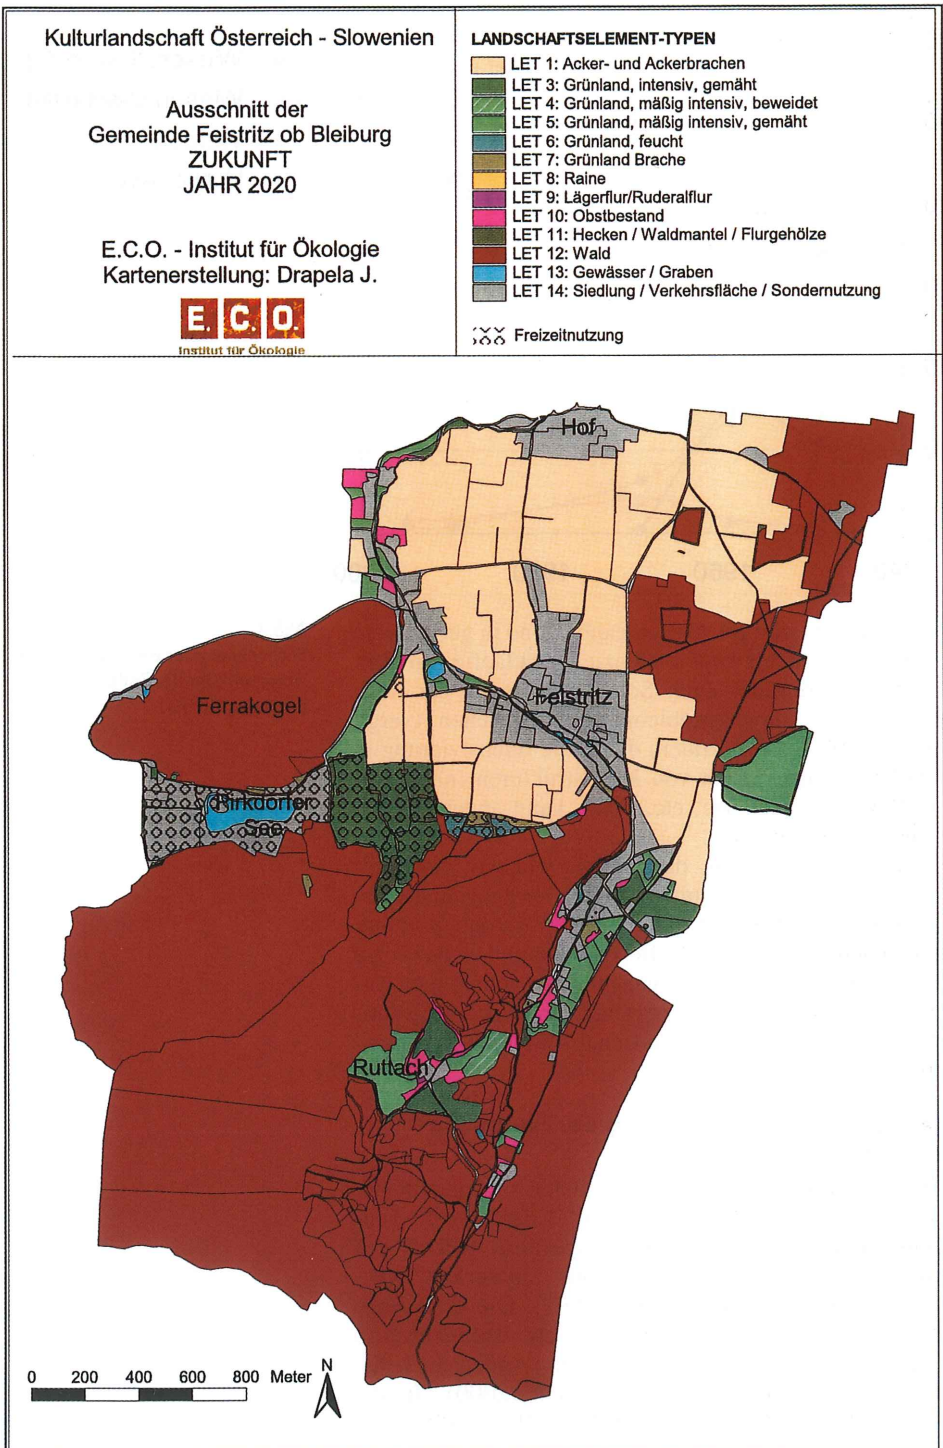 Kulturlandschaft Österreich - Slowenien
Ausschnitt der
Gemeinde Feistritz ob Bleiburg
ZUKUNFT
JAHR 2020
E.C.O. - Institut für Ökologie
Kartenerstellung: Drapela J.
E. C. O.
Institut für Ökologie
LANDSCHAFTSELEMENT-TYPEN
LET 1: Acker- und Ackerbrachen
LET 3: Grünland, intensiv, gemäht
LET 4: Grünland, mäßig intensiv, beweidet
LET 5: Grünland, mäßig intensiv, gemäht
LET 6: Grünland, feucht
LET 7: Grünland Brache
LET 8: Raine
LET 9: Lägerflur/Ruderalflur
LET 10: Obstbestand
LET 11: Hecken / Waldmantel / Flurgehölze
LET 12: Wald
LET 13: Gewässer / Graben
LET 14: Siedlung / Verkehrsfläche / Sondernutzung
Freizeitnutzung
Hof
Ferrakogel
Feistritz
Pirkdorfer
See
Ruttach
0 200 400 600 800 Meter
N